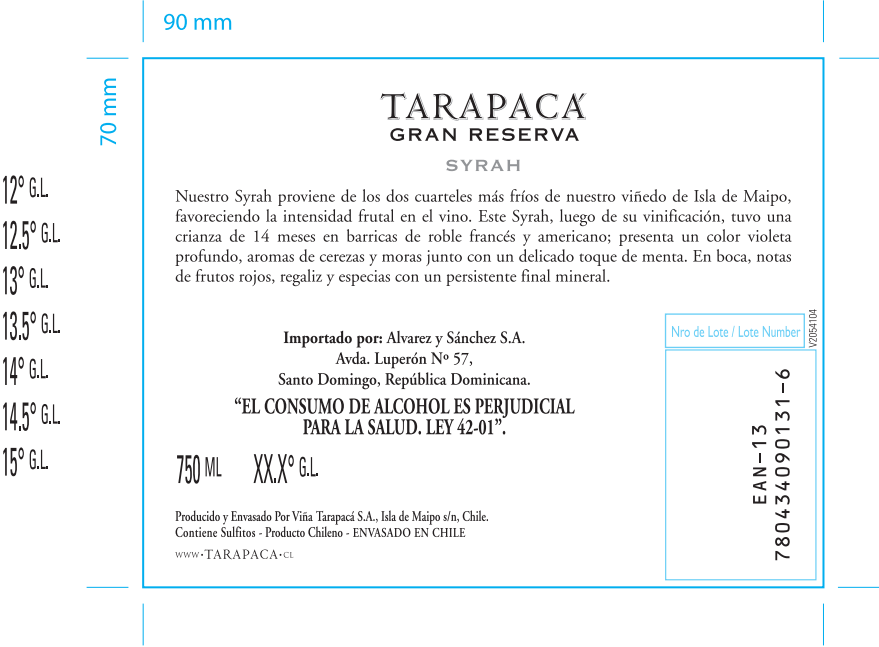 90 mm
70 mm
12° G.L.
12.5° G.L.
13° G.L.
13.5° G.L.
14° G.L.
14.5° G.L.
15° G.L.
TARAPACÁ
GRAN RESERVA
SYRAH
Nuestro Syrah proviene de los dos cuarteles más fríos de nuestro viñedo de Isla de Maipo,
favoreciendo la intensidad frutal en el vino. Este Syrah, luego de su vinificación, tuvo una
crianza de 14 meses en barricas de roble francés y americano; presenta un color violeta
profundo, aromas de cerezas y moras junto con un delicado toque de menta. En boca, notas
de frutos rojos, regaliz y especias con un persistente final mineral.
Importado por: Alvarez y Sánchez S.A.
Avda. Luperón Nº 57,
Santo Domingo, República Dominicana.
“EL CONSUMO DE ALCOHOL ES PERJUDICIAL
PARA LA SALUD. LEY 42-01”.
750 ML XX.X° G.L.
Producido y Envasado Por Viña Tarapacá S.A., Isla de Maipo s/n, Chile.
Contiene Sulfitos - Producto Chileno - ENVASADO EN CHILE
WWW•TARAPACA•CL
Nro de Lote / Lote Number
V2054104
EAN-13
780434090131-6